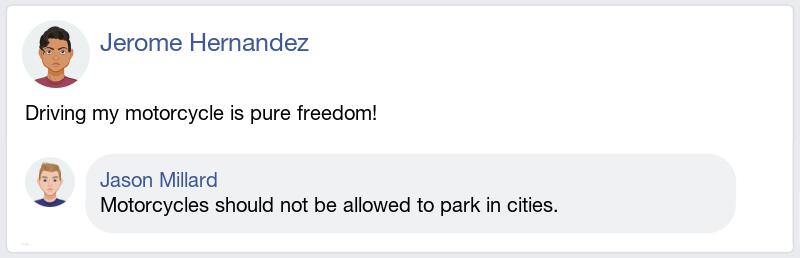 Jerome Hernandez
Driving my motorcycle is pure freedom!
Jason Millard
Motorcycles should not be allowed to park in cities.